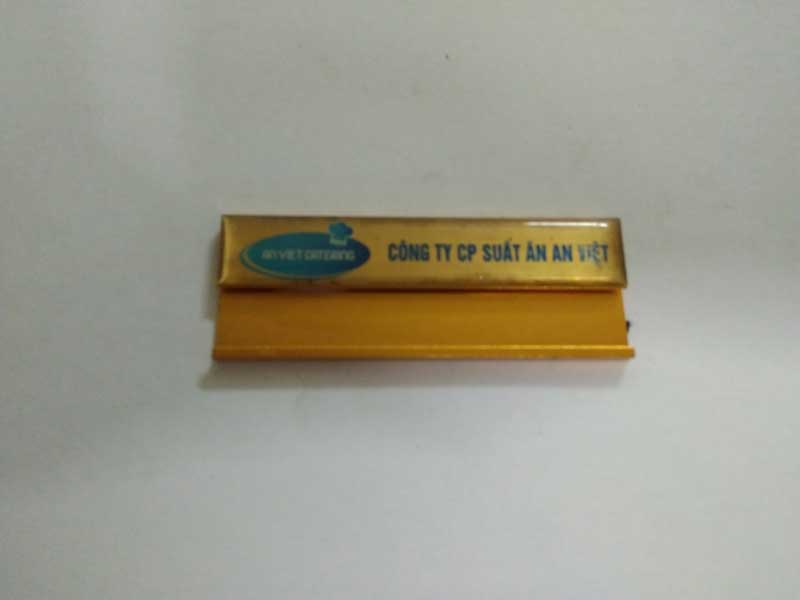 AN VIET CATERING
CÔNG TY CP SUẤT ĂN AN VIỆT